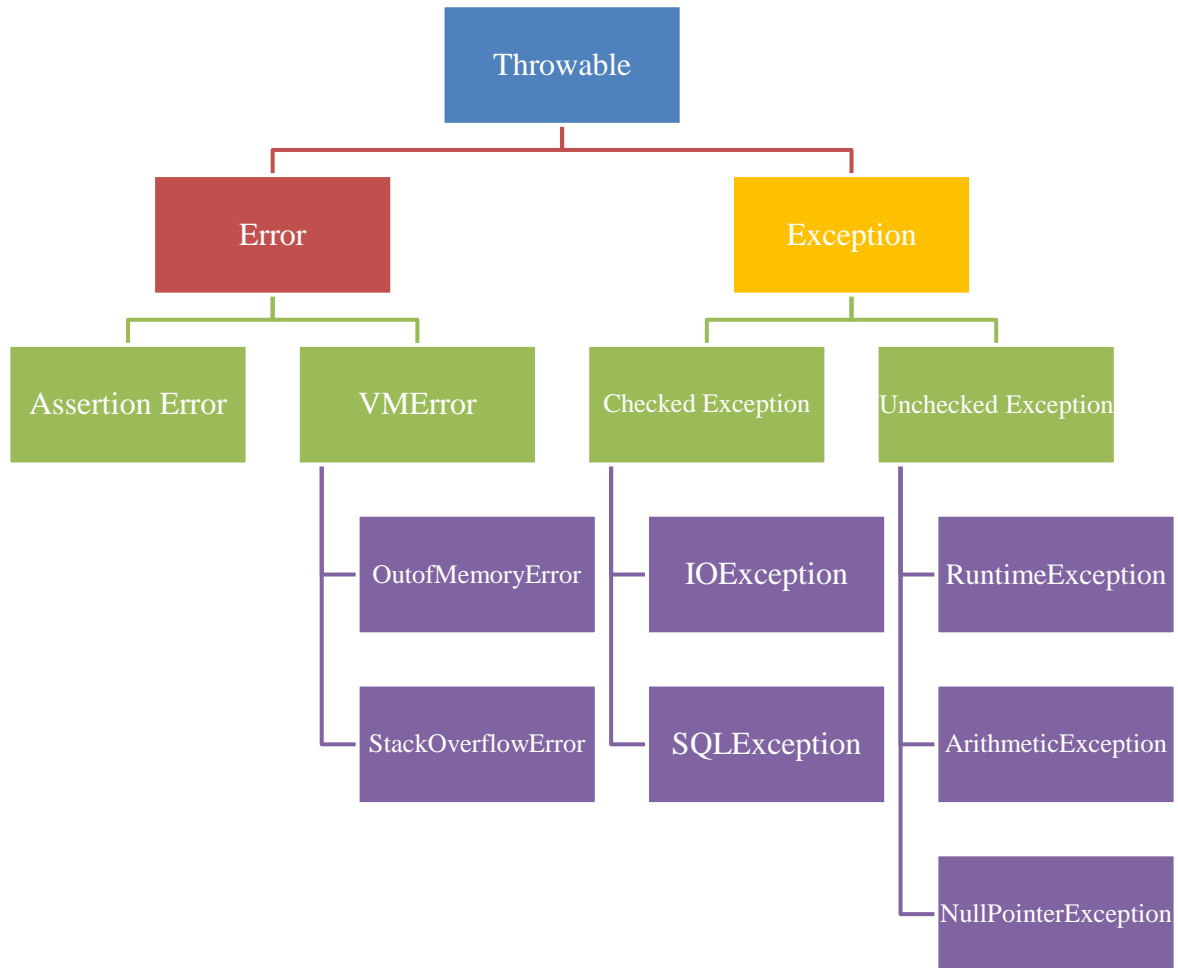 Throwable
Error
Exception
Assertion Error
VMError
Checked Exception
Unchecked Exception
OutofMemoryError
IOException
RuntimeException
StackOverflowError
SQLException
ArithmeticException
NullPointerException